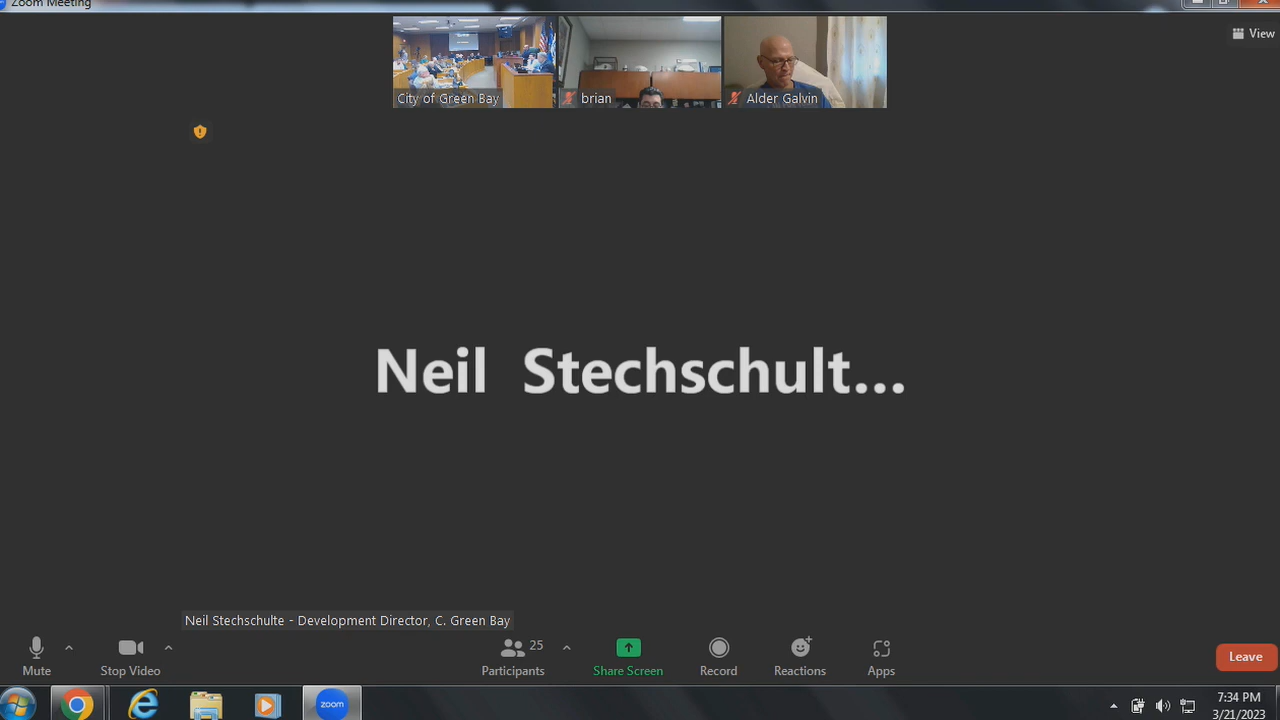 Zoom Meeting
View
City of Green Bay
brian
Alder Galvin
Neil Stechschult...
Neil Stechschulte - Development Director, C. Green Bay
25
Mute
Stop Video
Participants
Share Screen
Record
Reactions
Apps
Leave
zoom
7:34 PM
3/21/2023